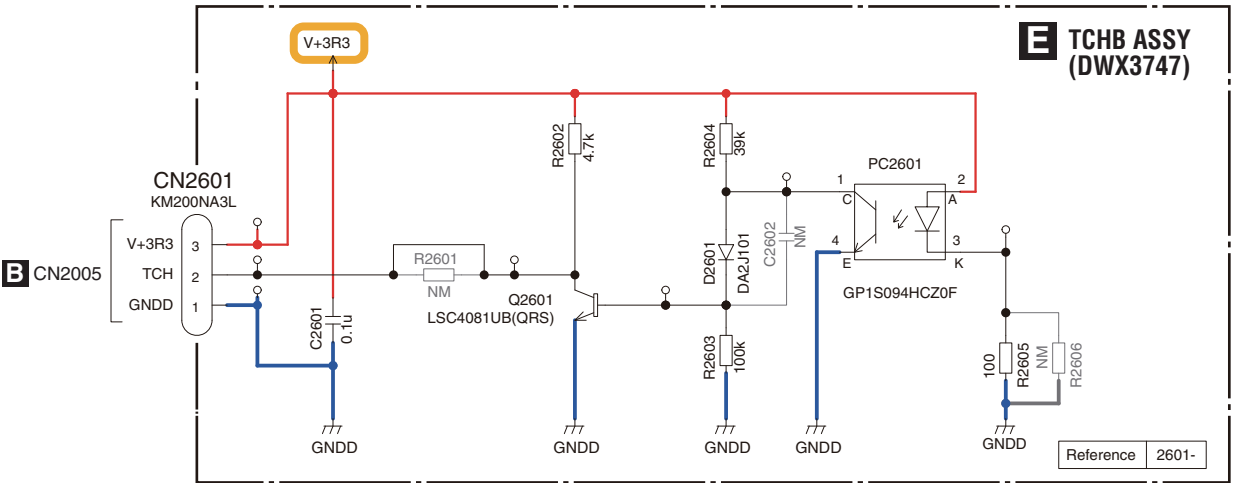 V+3R3
E TCHB ASSY
(DWX3747)
R2602
4.7k
R2604
39k
PC2601
1
2
C
A
4
3
E
K
GP1S094HCZ0F
CN2601
KM200NA3L
B CN2005
V+3R3
3
TCH
2
GNDD
1
R2601
NM
Q2601
LSC4081UB(QRS)
D2601
DA2J101
C2602
NM
C2601
0.1u
R2603
100k
100
R2605
NM
R2606
GNDD
GNDD
GNDD
GNDD
GNDD
Reference 2601-